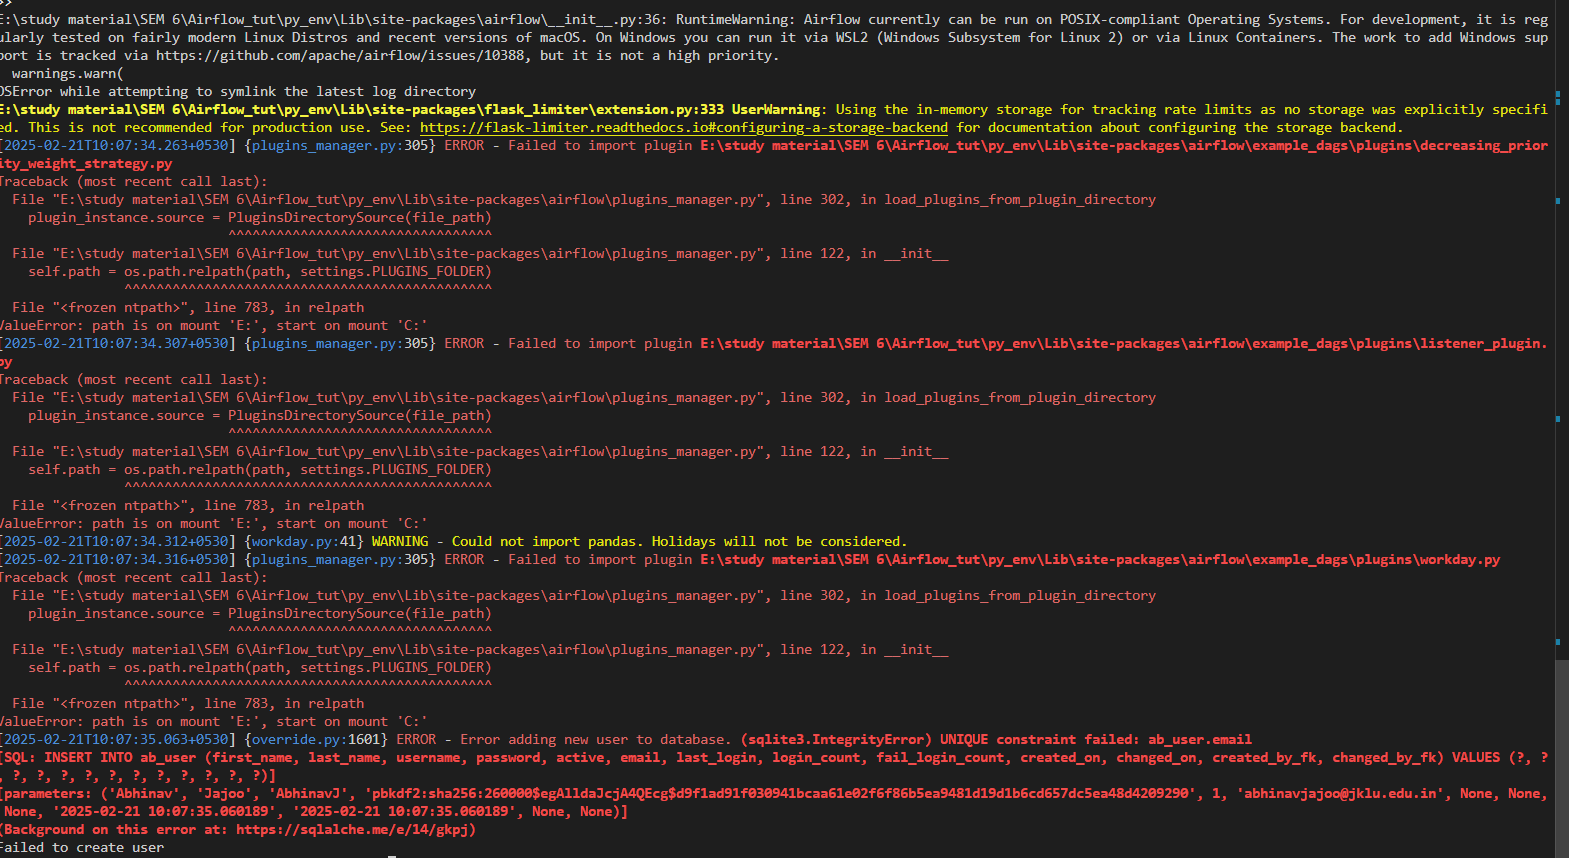 >>
E:\study material\SEM 6\Airflow_tut\py_env\Lib\site-packages\airflow\__init__.py:36: RuntimeWarning: Airflow currently can be run on POSIX-compliant Operating Systems. For development, it is reg
ularly tested on fairly modern Linux Distros and recent versions of macOS. On Windows you can run it via WSL2 (Windows Subsystem for Linux 2) or via Linux Containers. The work to add Windows sup
port is tracked via https://github.com/apache/airflow/issues/10388, but it is not a high priority.
  warnings.warn(
OSError while attempting to symlink the latest log directory
E:\study material\SEM 6\Airflow_tut\py_env\Lib\site-packages\flask_limiter\extension.py:333 UserWarning: Using the in-memory storage for tracking rate limits as no storage was explicitly specifi
ed. This is not recommended for production use. See: https://flask-limiter.readthedocs.io#configuring-a-storage-backend for documentation about configuring the storage backend.
[2025-02-21T10:07:34.263+0530] {plugins_manager.py:305} ERROR - Failed to import plugin E:\study material\SEM 6\Airflow_tut\py_env\Lib\site-packages\airflow\example_dags\plugins\decreasing_prior
ity_weight_strategy.py
Traceback (most recent call last):
  File "E:\study material\SEM 6\Airflow_tut\py_env\Lib\site-packages\airflow\plugins_manager.py", line 302, in load_plugins_from_plugin_directory
    plugin_instance.source = PluginsDirectorySource(file_path)
                             ^^^^^^^^^^^^^^^^^^^^^^^^^^^^^^^^^
  File "E:\study material\SEM 6\Airflow_tut\py_env\Lib\site-packages\airflow\plugins_manager.py", line 122, in __init__
    self.path = os.path.relpath(path, settings.PLUGINS_FOLDER)
                ^^^^^^^^^^^^^^^^^^^^^^^^^^^^^^^^^^^^^^^^^^^^^^
  File "<frozen ntpath>", line 783, in relpath
ValueError: path is on mount 'E:', start on mount 'C:'
[2025-02-21T10:07:34.307+0530] {plugins_manager.py:305} ERROR - Failed to import plugin E:\study material\SEM 6\Airflow_tut\py_env\Lib\site-packages\airflow\example_dags\plugins\listener_plugin.
py
Traceback (most recent call last):
  File "E:\study material\SEM 6\Airflow_tut\py_env\Lib\site-packages\airflow\plugins_manager.py", line 302, in load_plugins_from_plugin_directory
    plugin_instance.source = PluginsDirectorySource(file_path)
                             ^^^^^^^^^^^^^^^^^^^^^^^^^^^^^^^^^
  File "E:\study material\SEM 6\Airflow_tut\py_env\Lib\site-packages\airflow\plugins_manager.py", line 122, in __init__
    self.path = os.path.relpath(path, settings.PLUGINS_FOLDER)
                ^^^^^^^^^^^^^^^^^^^^^^^^^^^^^^^^^^^^^^^^^^^^^^
  File "<frozen ntpath>", line 783, in relpath
ValueError: path is on mount 'E:', start on mount 'C:'
[2025-02-21T10:07:34.312+0530] {workday.py:41} WARNING - Could not import pandas. Holidays will not be considered.
[2025-02-21T10:07:34.316+0530] {plugins_manager.py:305} ERROR - Failed to import plugin E:\study material\SEM 6\Airflow_tut\py_env\Lib\site-packages\airflow\example_dags\plugins\workday.py
Traceback (most recent call last):
  File "E:\study material\SEM 6\Airflow_tut\py_env\Lib\site-packages\airflow\plugins_manager.py", line 302, in load_plugins_from_plugin_directory
    plugin_instance.source = PluginsDirectorySource(file_path)
                             ^^^^^^^^^^^^^^^^^^^^^^^^^^^^^^^^^
  File "E:\study material\SEM 6\Airflow_tut\py_env\Lib\site-packages\airflow\plugins_manager.py", line 122, in __init__
    self.path = os.path.relpath(path, settings.PLUGINS_FOLDER)
                ^^^^^^^^^^^^^^^^^^^^^^^^^^^^^^^^^^^^^^^^^^^^^^
  File "<frozen ntpath>", line 783, in relpath
ValueError: path is on mount 'E:', start on mount 'C:'
[2025-02-21T10:07:35.063+0530] {override.py:1601} ERROR - Error adding new user to database. (sqlite3.IntegrityError) UNIQUE constraint failed: ab_user.email
[SQL: INSERT INTO ab_user (first_name, last_name, username, password, active, email, last_login, login_count, fail_login_count, created_on, changed_on, created_by_fk, changed_by_fk) VALUES (?, ?
, ?, ?, ?, ?, ?, ?, ?, ?, ?, ?, ?)]
[parameters: ('Abhinav', 'Jajoo', 'AbhinavJ', 'pbkdf2:sha256:260000$egAlldaJcjA4QEcg$d9f1ad91f030941bcaa61e02f6f86b5ea9481d19d1b6cd657dc5ea48d4209290', 1, 'abhinavjajoo@jklu.edu.in', None, None,
 None, '2025-02-21 10:07:35.060189', '2025-02-21 10:07:35.060189', None, None)]
(Background on this error at: https://sqlalche.me/e/14/gkpj)
Failed to create user